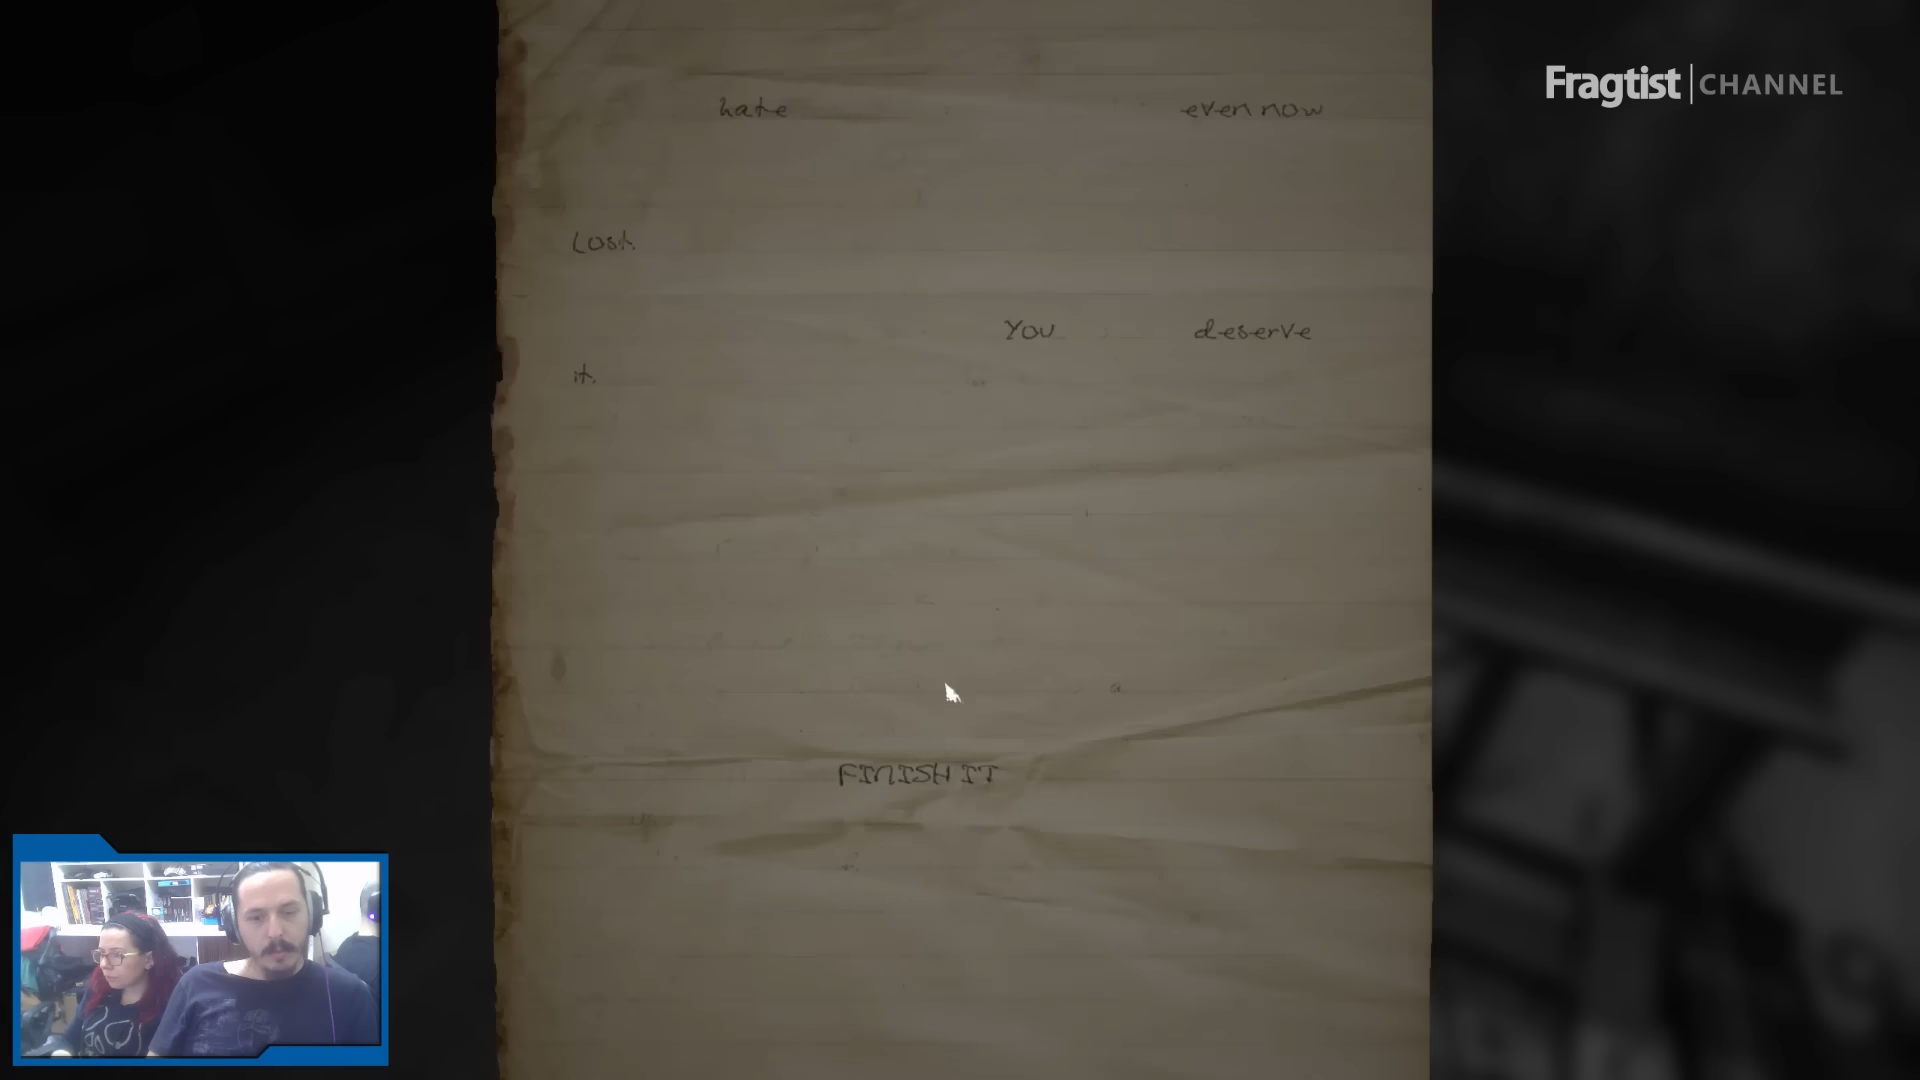 Fragtist | CHANNEL
hate even now
Lost.
You deserve
it.
a
FINISH IT